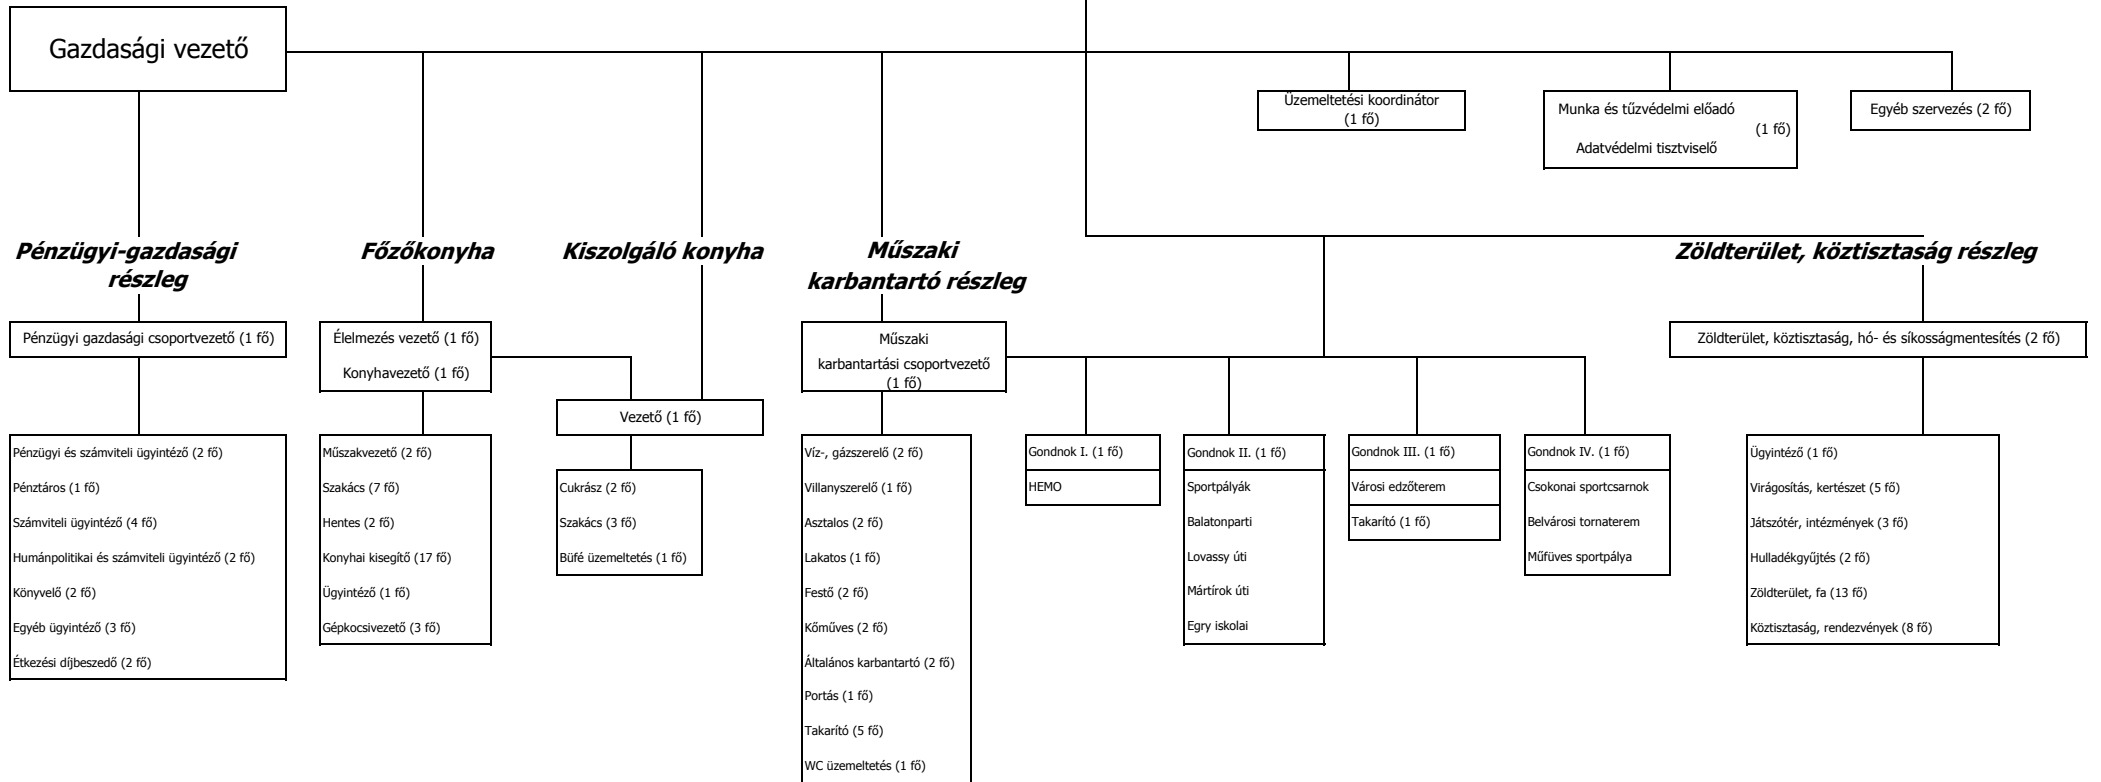 Gazdasági vezető
Üzemeltetési koordinátor
(1 fő)
Munka és tűzvédelmi előadó
(1 fő)
Adatvédelmi tisztviselő
Egyéb szervezés (2 fő)
Pénzügyi-gazdasági
részleg
Főzőkonyha
Kiszolgáló konyha
Műszaki
karbantartó részleg
Zöldterület, köztisztaság részleg
Pénzügyi gazdasági csoportvezető (1 fő)
Élelmezés vezető (1 fő)
Konyhavezető (1 fő)
Vezető (1 fő)
Műszaki
karbantartási csoportvezető
(1 fő)
Zöldterület, köztisztaság, hó- és síkosságmentesítés (2 fő)
Pénzügyi és számviteli ügyintéző (2 fő)
Pénztáros (1 fő)
Számviteli ügyintéző (4 fő)
Humánpolitikai és számviteli ügyintéző (2 fő)
Könyvelő (2 fő)
Egyéb ügyintéző (3 fő)
Étkezési díjbeszedő (2 fő)
Műszakvezető (2 fő)
Szakács (7 fő)
Hentes (2 fő)
Konyhai kisegítő (17 fő)
Ügyintéző (1 fő)
Gépkocsivezető (3 fő)
Cukrász (2 fő)
Szakács (3 fő)
Büfé üzemeltetés (1 fő)
Víz-, gázszerelő (2 fő)
Villanyszerelő (1 fő)
Asztalos (2 fő)
Lakatos (1 fő)
Festő (2 fő)
Kőműves (2 fő)
Általános karbantartó (2 fő)
Portás (1 fő)
Takarító (5 fő)
WC üzemeltetés (1 fő)
Gondnok I. (1 fő)
HEMO
Gondnok II. (1 fő)
Sportpályák
Balatonparti
Lovassy úti
Mártírok úti
Egry iskolai
Gondnok III. (1 fő)
Városi edzőterem
Takarító (1 fő)
Gondnok IV. (1 fő)
Csokonai sportcsarnok
Belvárosi tornaterem
Műfüves sportpálya
Ügyintéző (1 fő)
Virágosítás, kertészet (5 fő)
Játszótér, intézmények (3 fő)
Hulladékgyűjtés (2 fő)
Zöldterület, fa (13 fő)
Köztisztaság, rendezvények (8 fő)